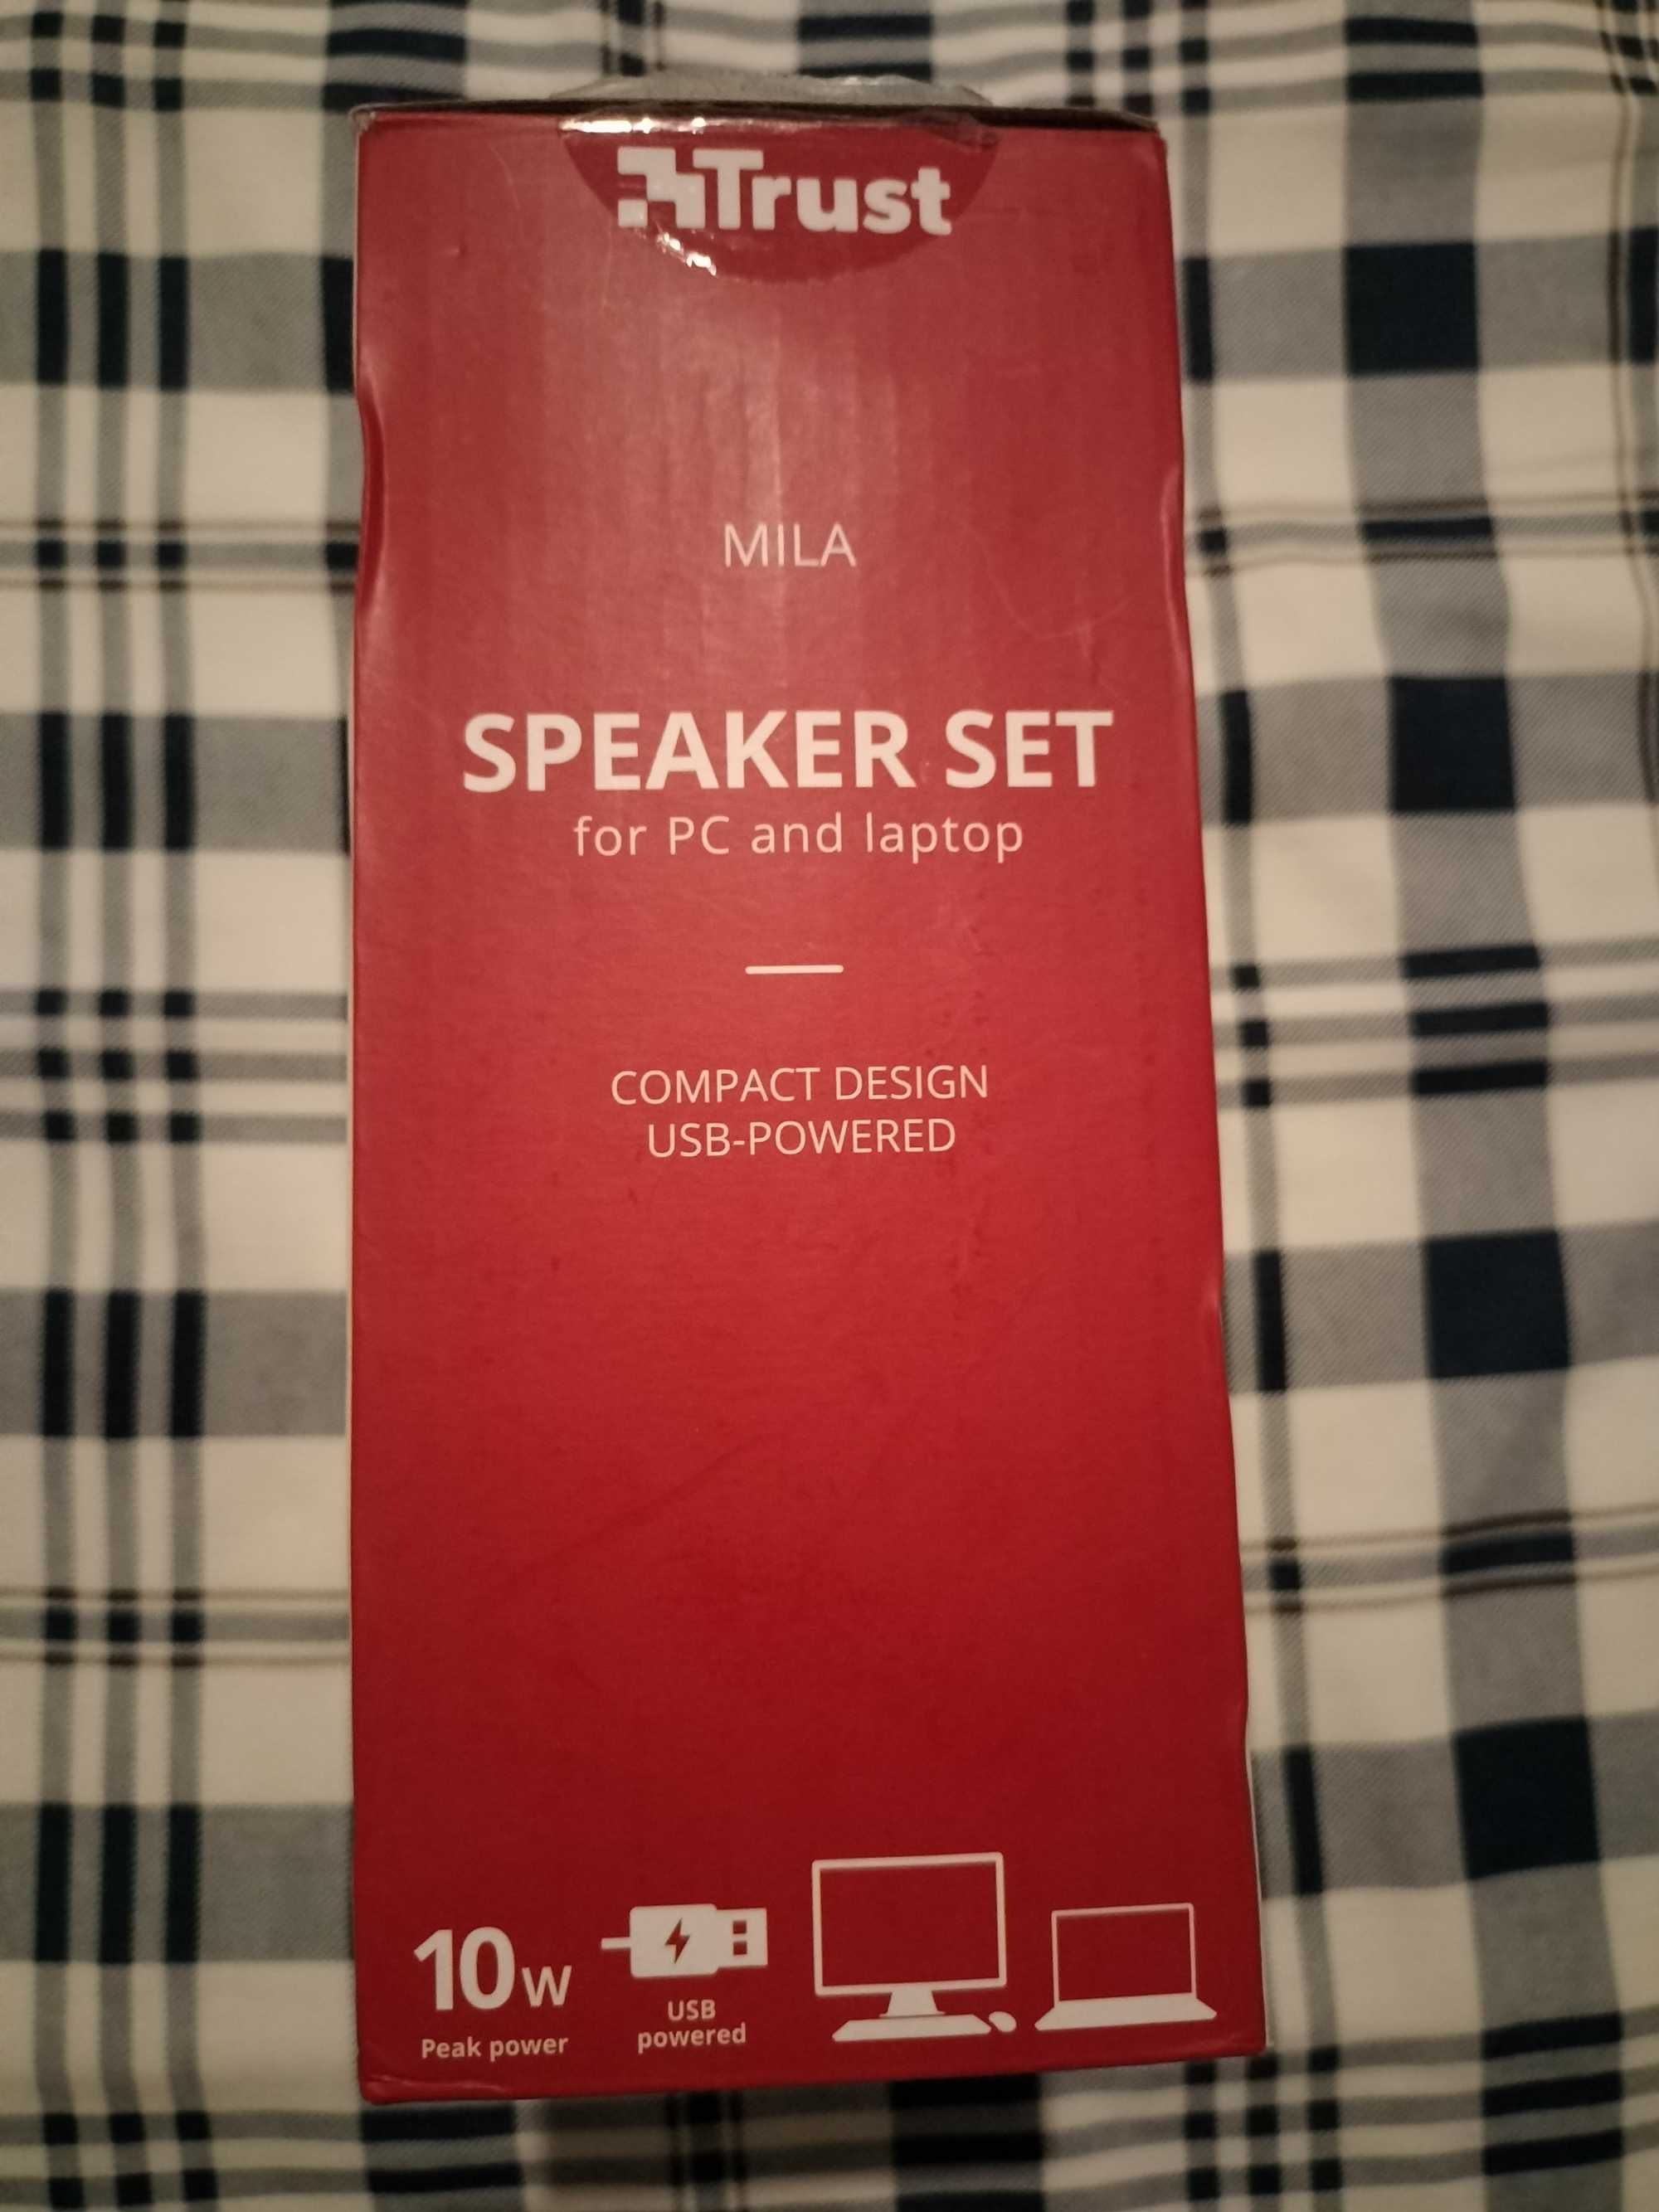 Trust
MILA
SPEAKER SET
for PC and laptop
COMPACT DESIGN
USB-POWERED
10W
Peak power
USB
powered